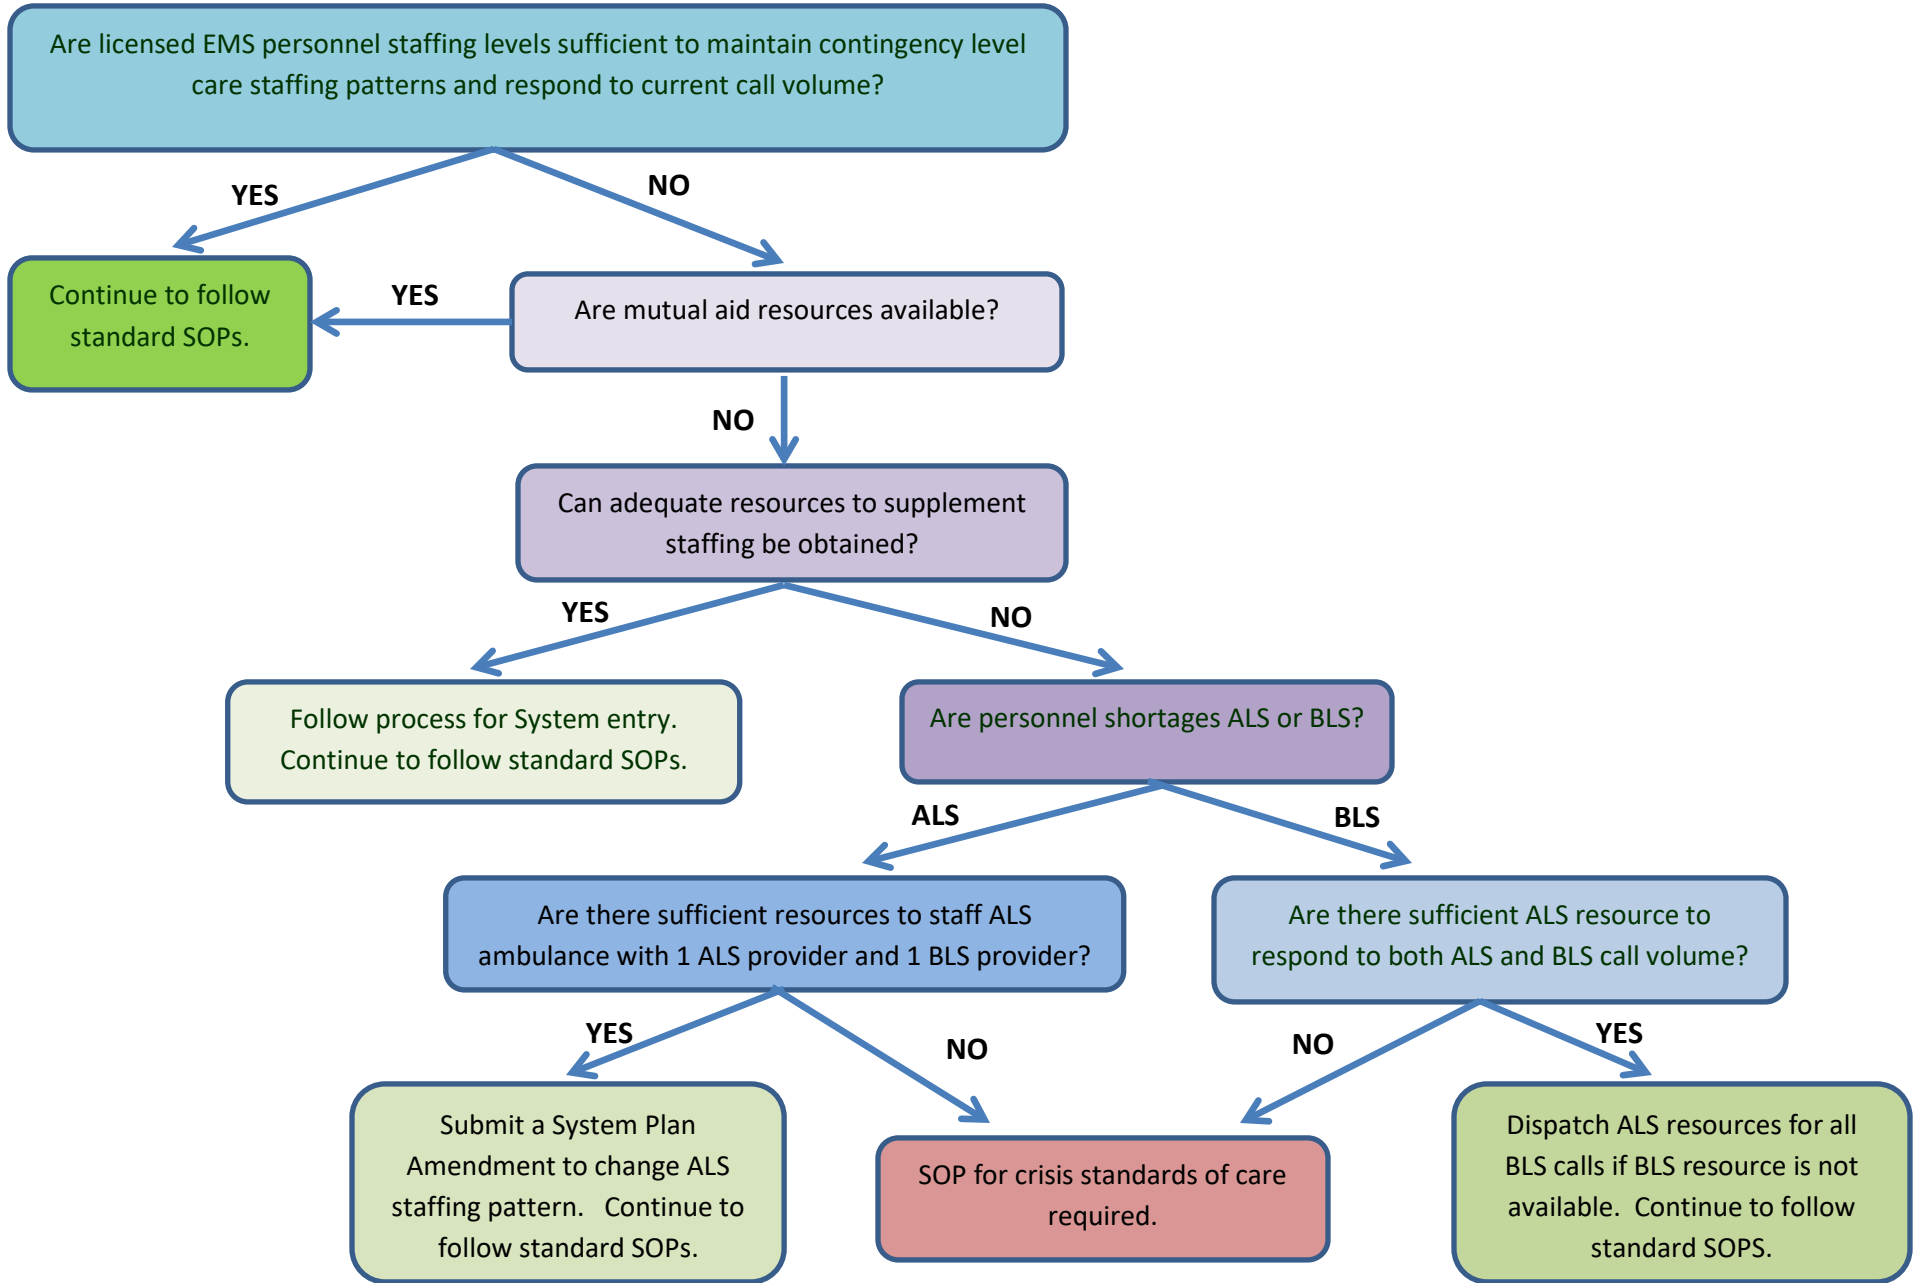 Are licensed EMS personnel staffing levels sufficient to maintain contingency level
care staffing patterns and respond to current call volume?
YES
NO
Continue to follow
standard SOPs.
YES
Are mutual aid resources available?
NO
Can adequate resources to supplement
staffing be obtained?
YES
NO
Follow process for System entry.
Continue to follow standard SOPs.
Are personnel shortages ALS or BLS?
ALS
BLS
Are there sufficient resources to staff ALS
ambulance with 1 ALS provider and 1 BLS provider?
Are there sufficient ALS resource to
respond to both ALS and BLS call volume?
YES
NO
NO
YES
Submit a System Plan
Amendment to change ALS
staffing pattern. Continue to
follow standard SOPs.
SOP for crisis standards of care
required.
Dispatch ALS resources for all
BLS calls if BLS resource is not
available. Continue to follow
standard SOPS.